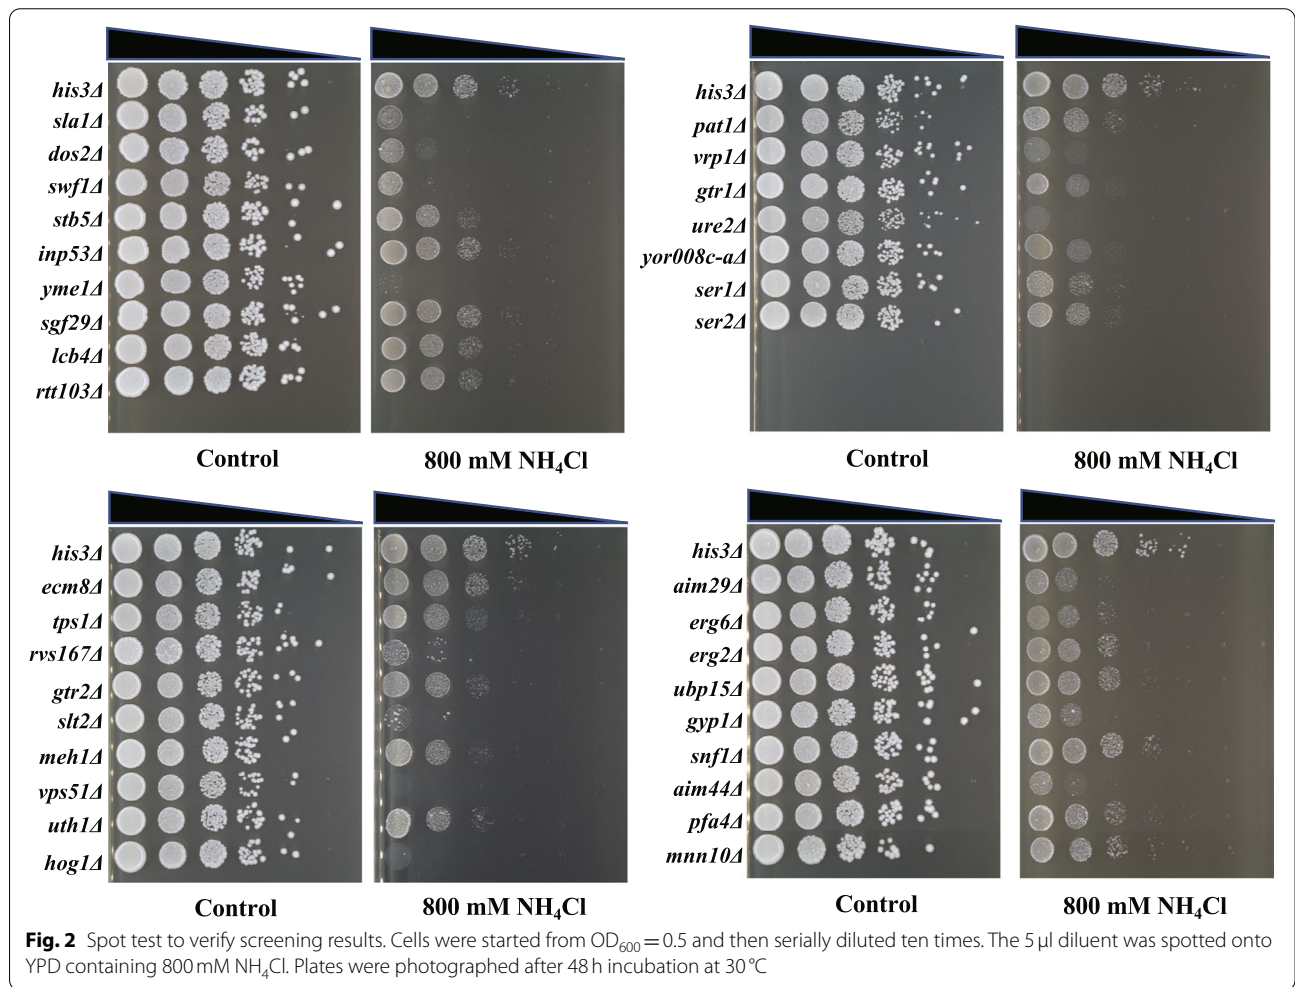 his3Δ
sla1Δ
dos2Δ
swf1Δ
stb5Δ
inp53Δ
yme1Δ
sgf29Δ
lcb4Δ
rtt103Δ
Control
800 mM NH₄Cl
his3Δ
pat1Δ
vrp1Δ
gtr1Δ
ure2Δ
yor008c-aΔ
ser1Δ
ser2Δ
Control
800 mM NH₄Cl
his3Δ
ecm8Δ
tps1Δ
rvs167Δ
gtr2Δ
slt2Δ
meh1Δ
vps51Δ
uth1Δ
hog1Δ
Control
800 mM NH₄Cl
his3Δ
aim29Δ
erg6Δ
erg2Δ
ubp15Δ
gyp1Δ
snf1Δ
aim44Δ
pfa4Δ
mnn10Δ
Control
800 mM NH₄Cl
Fig. 2 Spot test to verify screening results. Cells were started from OD₆₀₀ = 0.5 and then serially diluted ten times. The 5 µl diluent was spotted onto
YPD containing 800 mM NH₄Cl. Plates were photographed after 48 h incubation at 30 °C